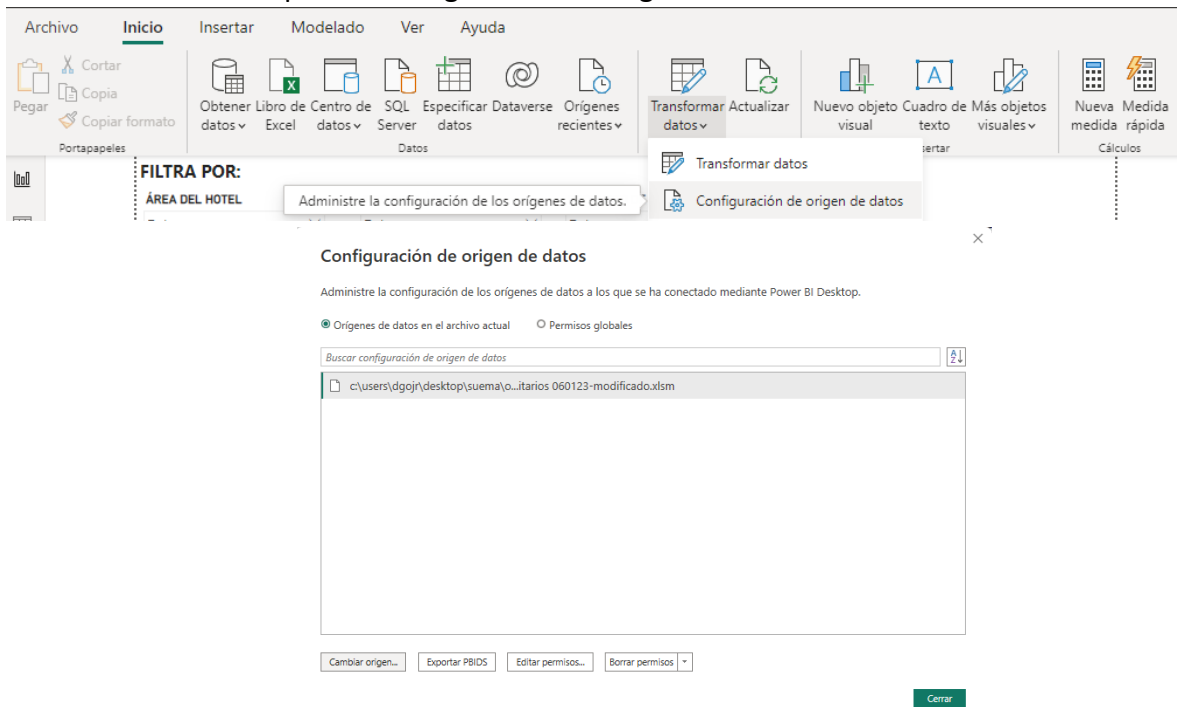 Archivo Inicio Insertar Modelado Ver Ayuda
Pegar
Cortar
Copia
Copiar formato
Portapapeles
Obtener datos
Libro de Excel
Centro de datos
SQL Server
Especificar datos
Dataverse
Orígenes recientes
Datos
Transformar datos
Actualizar
Nuevo objeto visual
Cuadro de texto
Más objetos visuales
sertar
Nueva medida
Medida rápida
Cálculos
Transformar datos
Configuración de origen de datos
Administre la configuración de los orígenes de datos.
FILTRA POR:
ÁREA DEL HOTEL
Configuración de origen de datos
Administre la configuración de los orígenes de datos a los que se ha conectado mediante Power BI Desktop.
Orígenes de datos en el archivo actual Permisos globales
Buscar configuración de origen de datos
c:\users\dgojr\desktop\suema\o...itarios 060123-modificado.xlsm
Cambiar origen... Exportar PBIDS Editar permisos... Borrar permisos
Cerrar